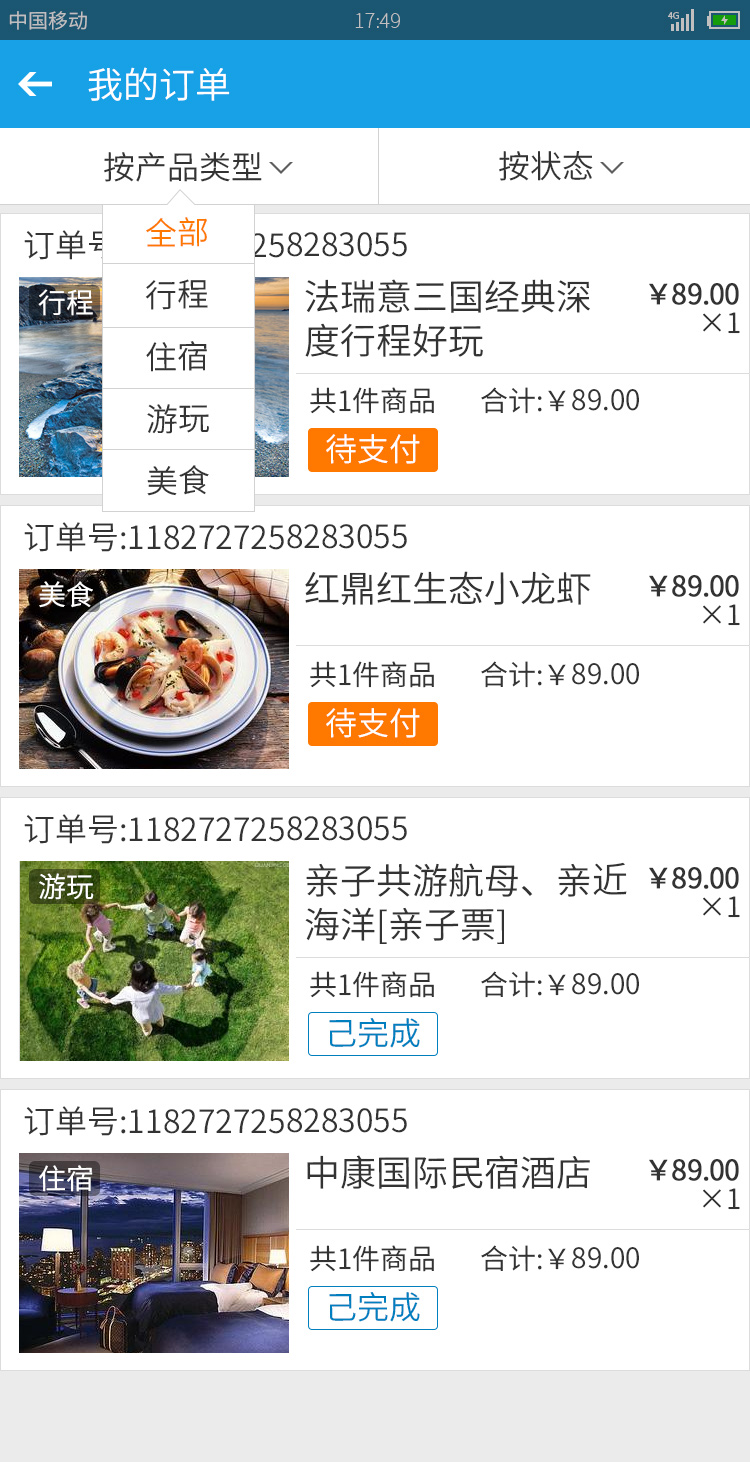 中国移动 17:49 4G
我的订单
按产品类型 按状态
全部
行程
住宿
游玩
美食
订单号 258283055
行程
法瑞意三国经典深
度行程好玩
￥89.00
×1
共1件商品 合计:￥89.00
待支付
订单号:1182727258283055
美食
红鼎红生态小龙虾
￥89.00
×1
共1件商品 合计:￥89.00
待支付
订单号:1182727258283055
游玩
亲子共游航母、亲近
海洋[亲子票]
￥89.00
×1
共1件商品 合计:￥89.00
己完成
订单号:1182727258283055
住宿
中康国际民宿酒店
￥89.00
×1
共1件商品 合计:￥89.00
己完成